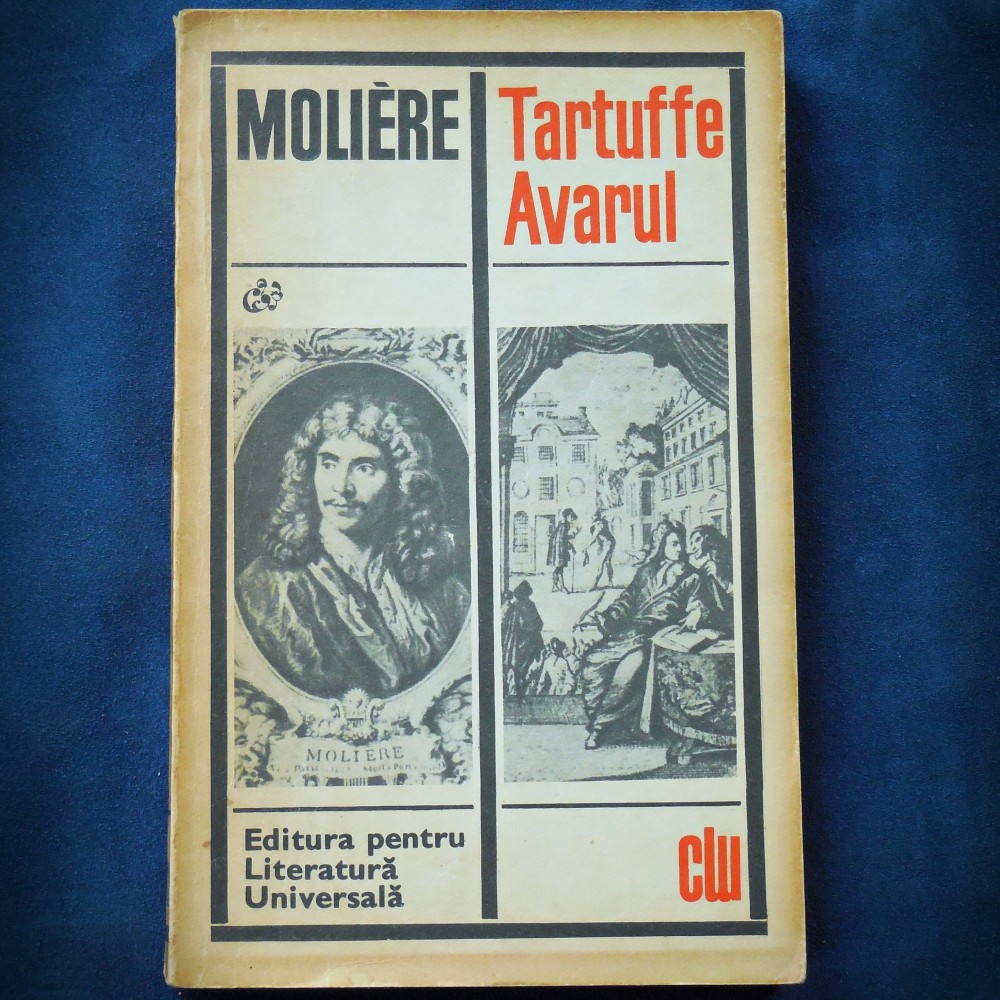 MOLIÈRE
Tartuffe
Avarul
MOLIERE
Editura pentru
Literatură
Universală
clu